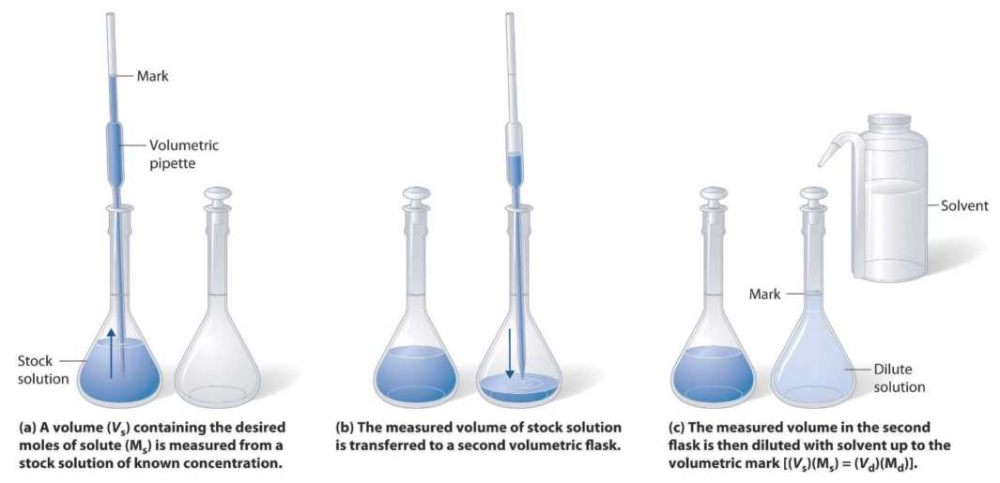 Mark
Volumetric
pipette
Stock
solution
(a) A volume (Vs) containing the desired
moles of solute (Ms) is measured from a
stock solution of known concentration.
(b) The measured volume of stock solution
is transferred to a second volumetric flask.
Solvent
Mark
Dilute
solution
(c) The measured volume in the second
flask is then diluted with solvent up to the
volumetric mark [(Vs)(Ms) = (Vd)(Md)].